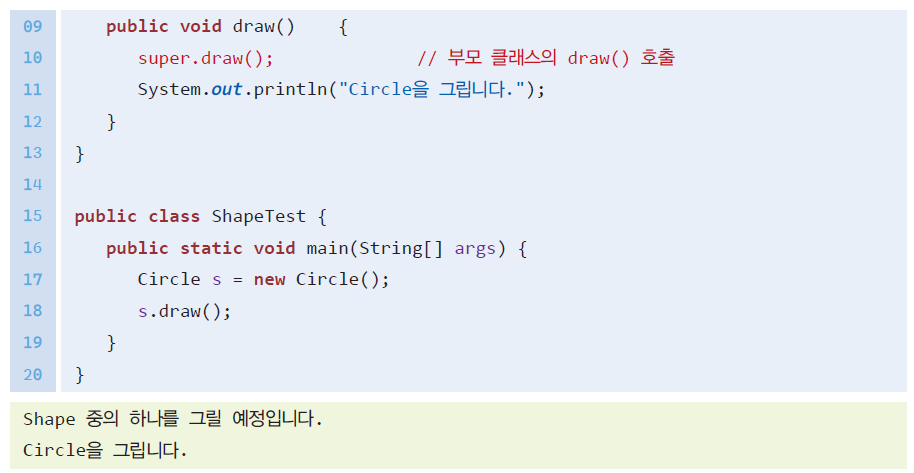 09 public void draw() {
10 super.draw(); // 부모 클래스의 draw() 호출
11 System.out.println("Circle을 그립니다.");
12 }
13 }
14
15 public class ShapeTest {
16 public static void main(String[] args) {
17 Circle s = new Circle();
18 s.draw();
19 }
20 }
Shape 중의 하나를 그릴 예정입니다.
Circle을 그립니다.